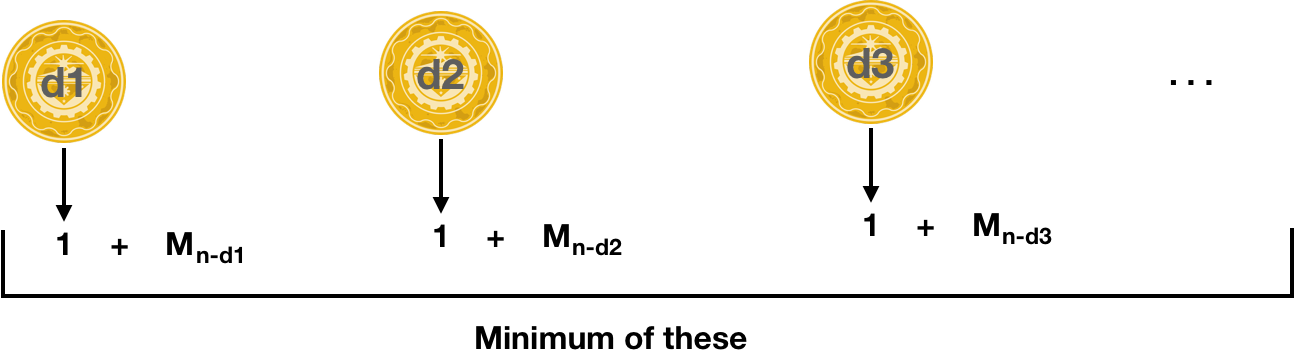 d1 d2 d3 ...
1 + Mn-d1 1 + Mn-d2 1 + Mn-d3
Minimum of these